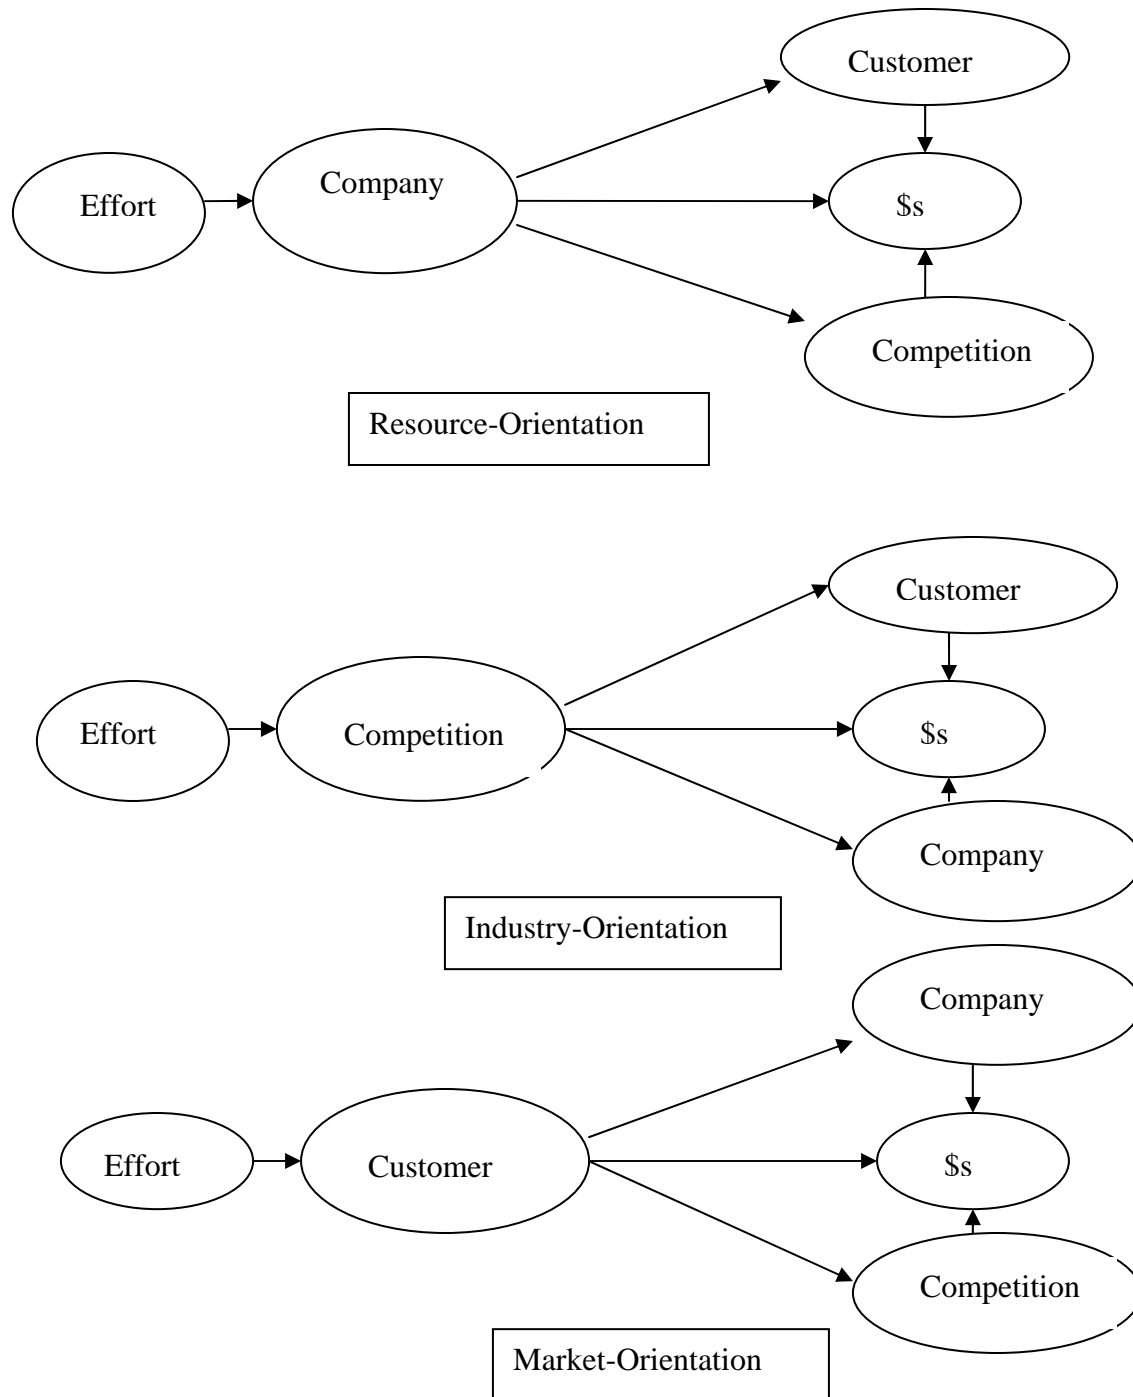 Customer
Effort
Company
$s
Competition
Resource-Orientation
Customer
Effort
Competition
$s
Company
Industry-Orientation
Company
Effort
Customer
$s
Competition
Market-Orientation